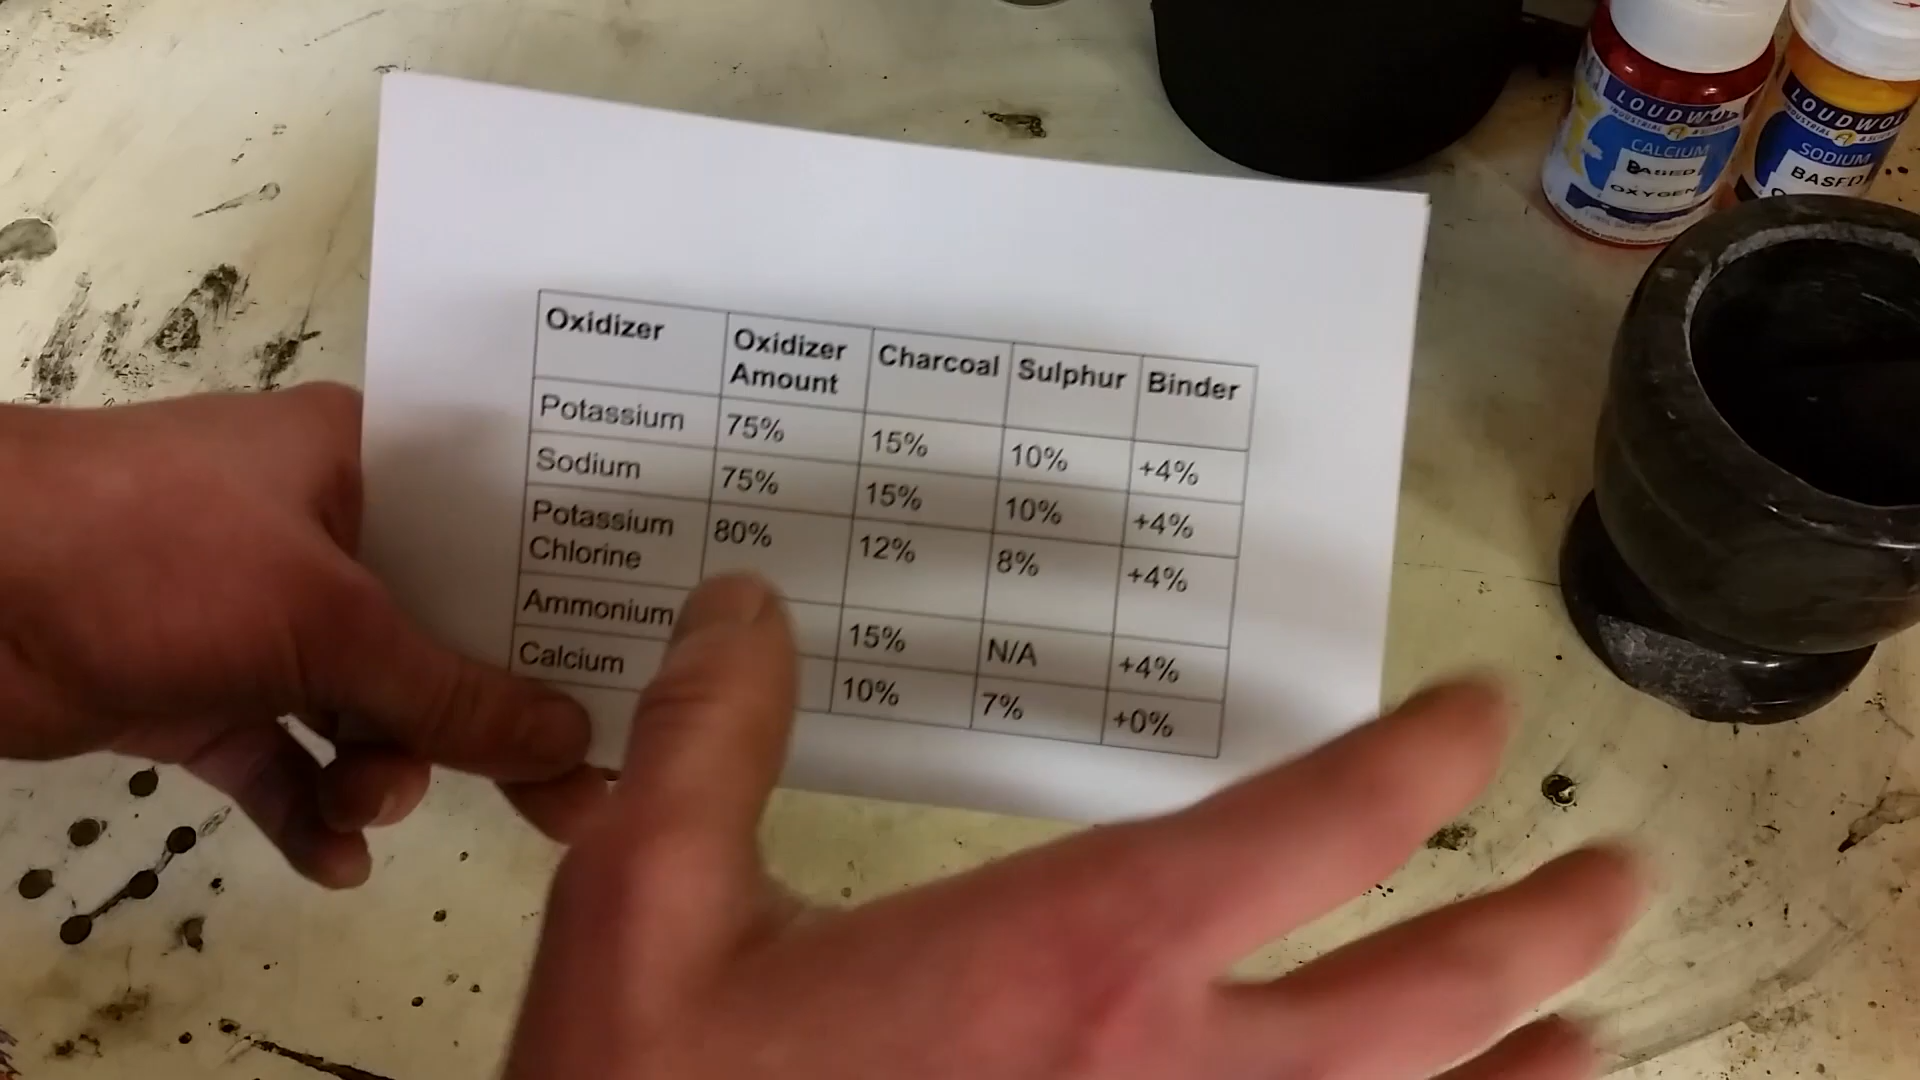 Oxidizer Oxidizer Amount Charcoal Sulphur Binder
Potassium 75% 15% 10% +4%
Sodium 75% 15% 10% +4%
Potassium Chlorine 80% 12% 8% +4%
Ammonium 15% N/A +4%
Calcium 10% 7% +0%
LOUDWO
INDUSTRIAL
CALCIUM
BASED
OXYGEN
LOUDWOL
SODIUM
BASED